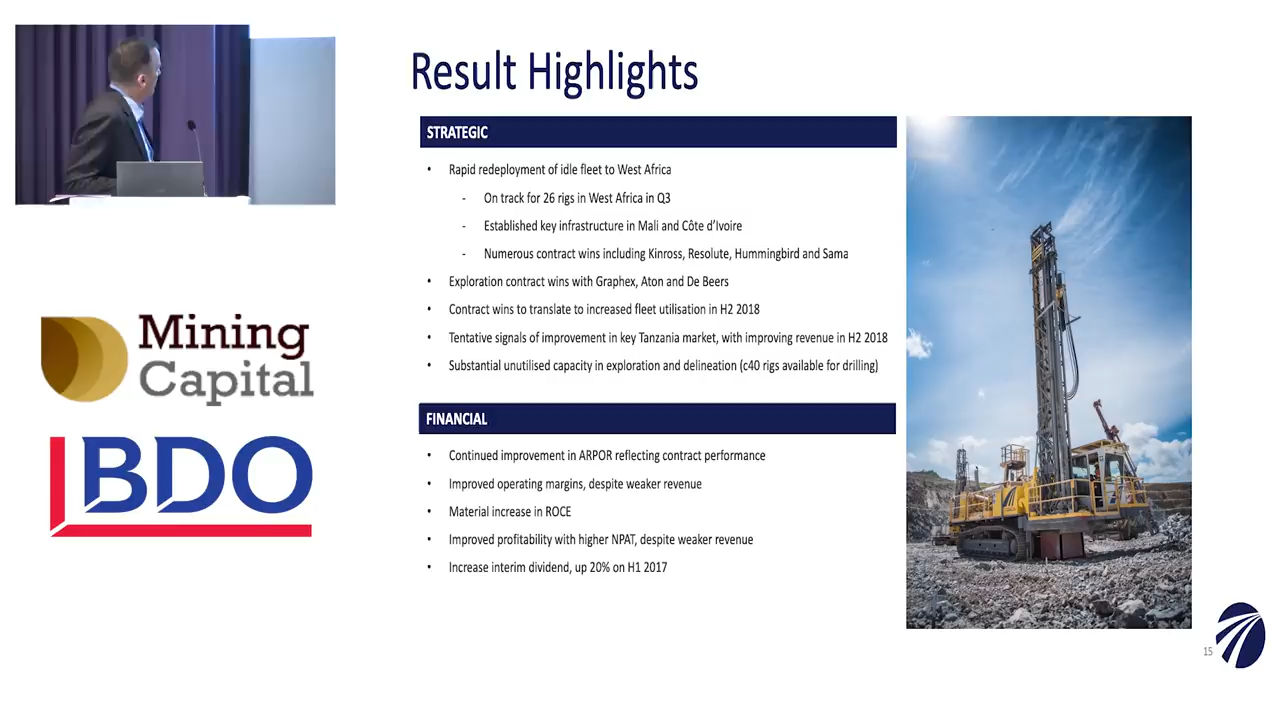 Result Highlights
STRATEGIC
• Rapid redeployment of idle fleet to West Africa
- On track for 26 rigs in West Africa in Q3
- Established key infrastructure in Mali and Côte d'Ivoire
- Numerous contract wins including Kinross, Resolute, Hummingbird and Sama
• Exploration contract wins with Graphex, Aton and De Beers
• Contract wins to translate to increased fleet utilisation in H2 2018
• Tentative signals of improvement in key Tanzania market, with improving revenue in H2 2018
• Substantial unutilised capacity in exploration and delineation (c40 rigs available for drilling)
FINANCIAL
• Continued improvement in ARPOR reflecting contract performance
• Improved operating margins, despite weaker revenue
• Material increase in ROCE
• Improved profitability with higher NPAT, despite weaker revenue
• Increase interim dividend, up 20% on H1 2017
Mining
Capital
BDO
15